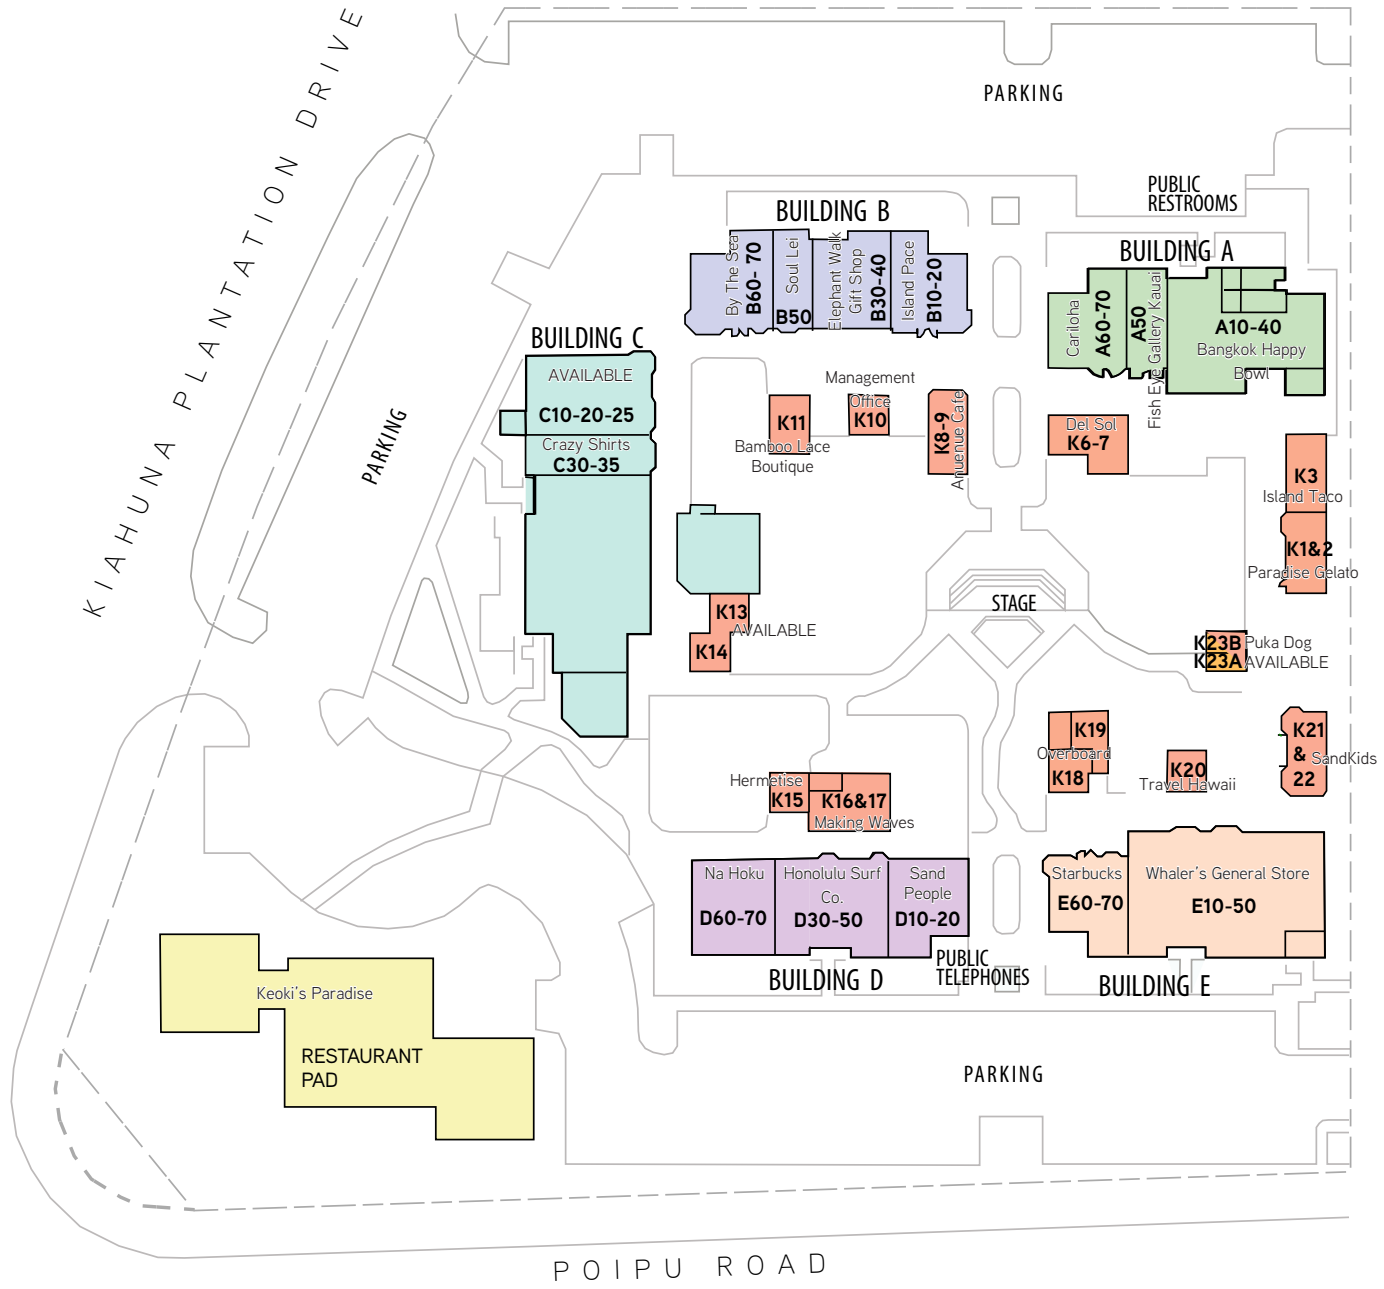 KIAHUNA PLANTATION DRIVE
PARKING
PUBLIC
RESTROOMS
BUILDING B
By The Sea
B60- 70
Soul Lei
B50
Elephant Walk
Gift Shop
B30-40
Island Pace
B10-20
BUILDING A
Cariloha
A60-70
A50
Fish Eye Gallery Kauai
A10-40
Bangkok Happy
Bowl
BUILDING C
AVAILABLE
C10-20-25
Crazy Shirts
C30-35
PARKING
Management
Office
K10
K11
Bamboo Lace
Boutique
K8-9
Anuenue Cafe
Del Sol
K6-7
K3
Island Taco
K1&2
Paradise Gelato
STAGE
K13
AVAILABLE
K14
K23B Puka Dog
K23A AVAILABLE
K19
Overboard
K18
K20
Travel Hawaii
K21
&
22
SandKids
Hermetise
K15
K16&17
Making Waves
Na Hoku
D60-70
Honolulu Surf
Co.
D30-50
Sand
People
D10-20
BUILDING D
PUBLIC
TELEPHONES
Starbucks
E60-70
Whaler's General Store
E10-50
BUILDING E
Keoki's Paradise
RESTAURANT
PAD
PARKING
POIPU ROAD